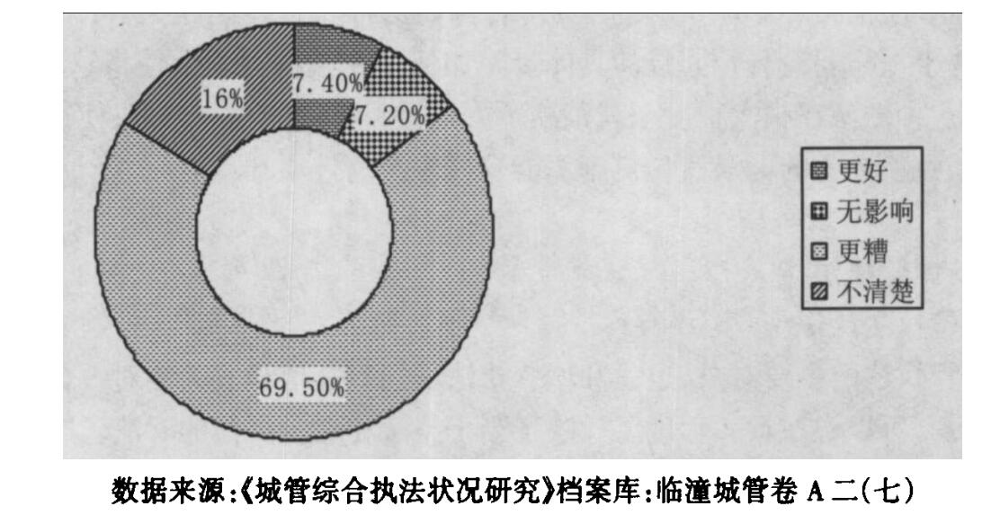 16%
7.40%
7.20%
69.50%
更好
无影响
更糟
不清楚
数据来源:《城管综合执法状况研究》档案库:临潼城管卷 A 二(七)